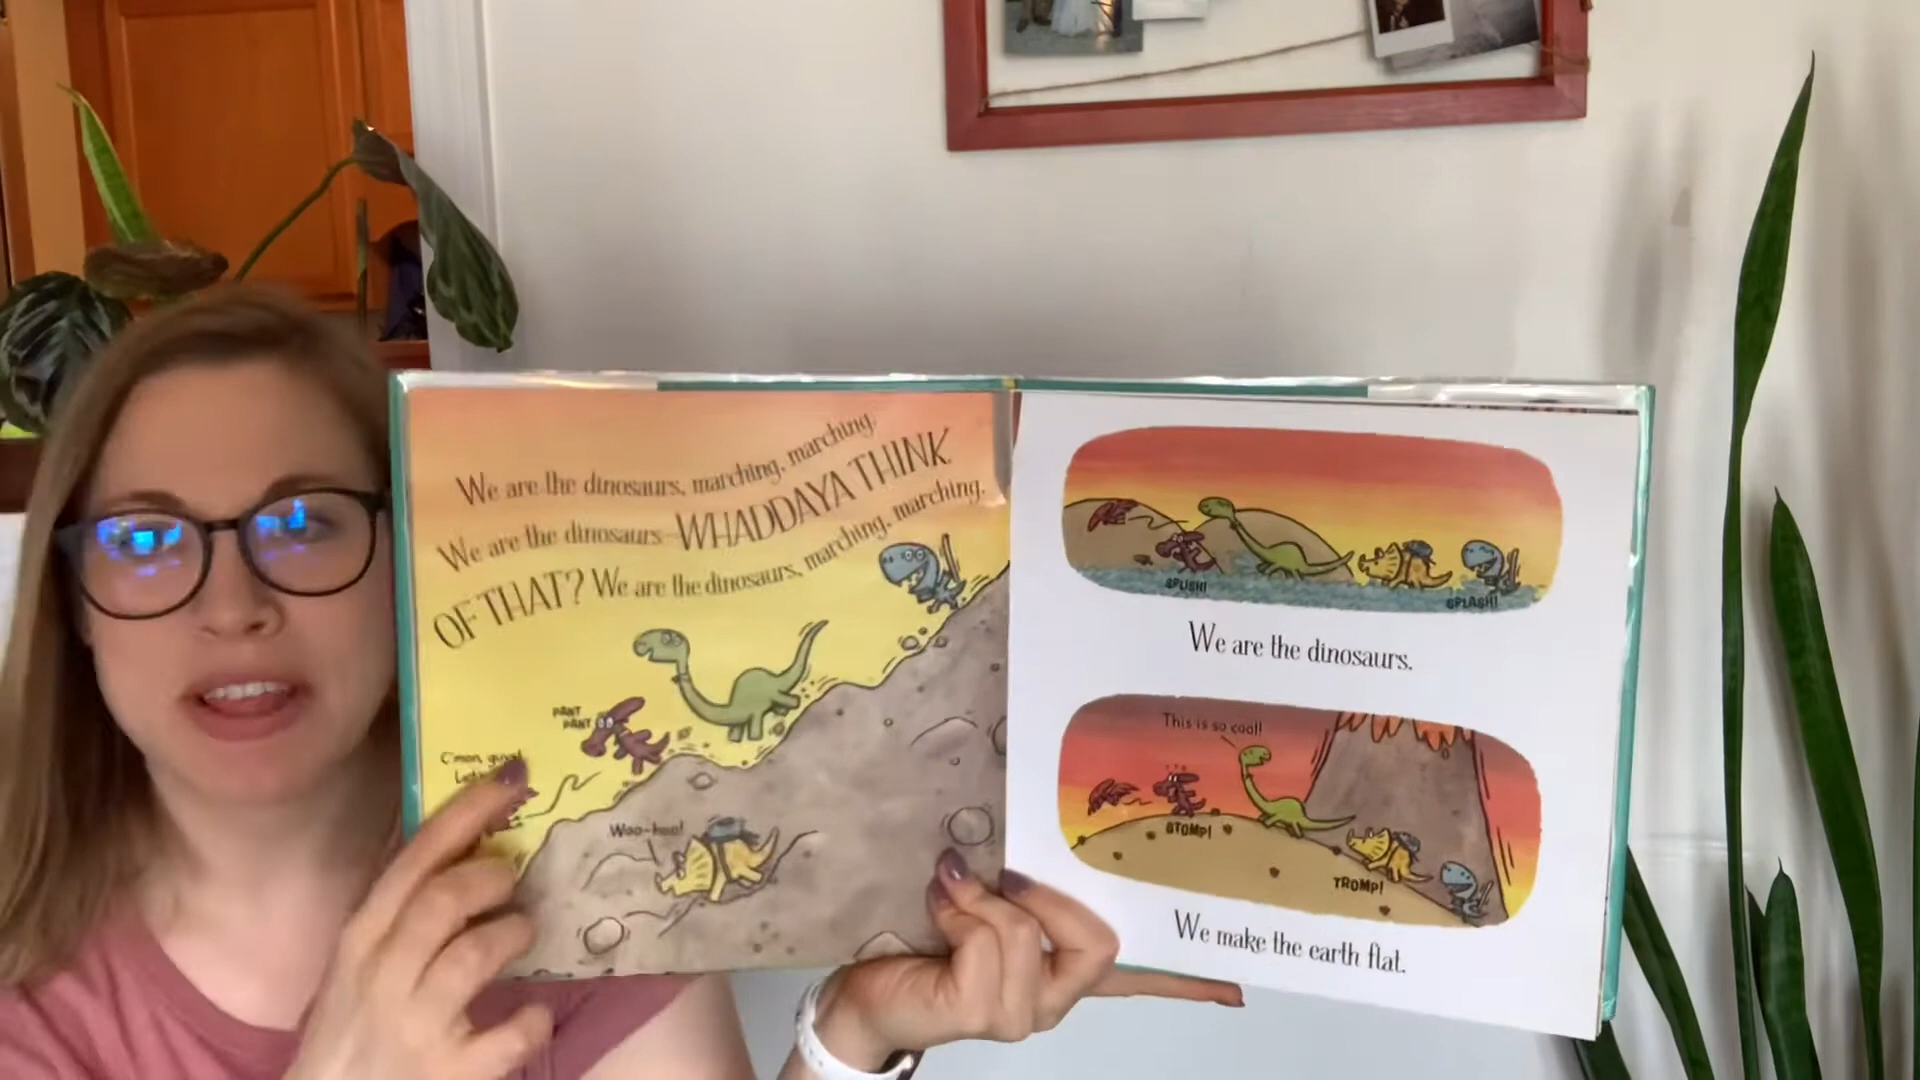 We are the dinosaurs, marching, marching.
We are the dinosaurs—WHADDAYA THINK
OF THAT? We are the dinosaurs, marching, marching.
PANT
PANT
C'mon, guys!
Woo-hoo!
SPLISH!
SPLASH!
We are the dinosaurs.
This is so cool!
STOMP!
TROMP!
We make the earth flat.